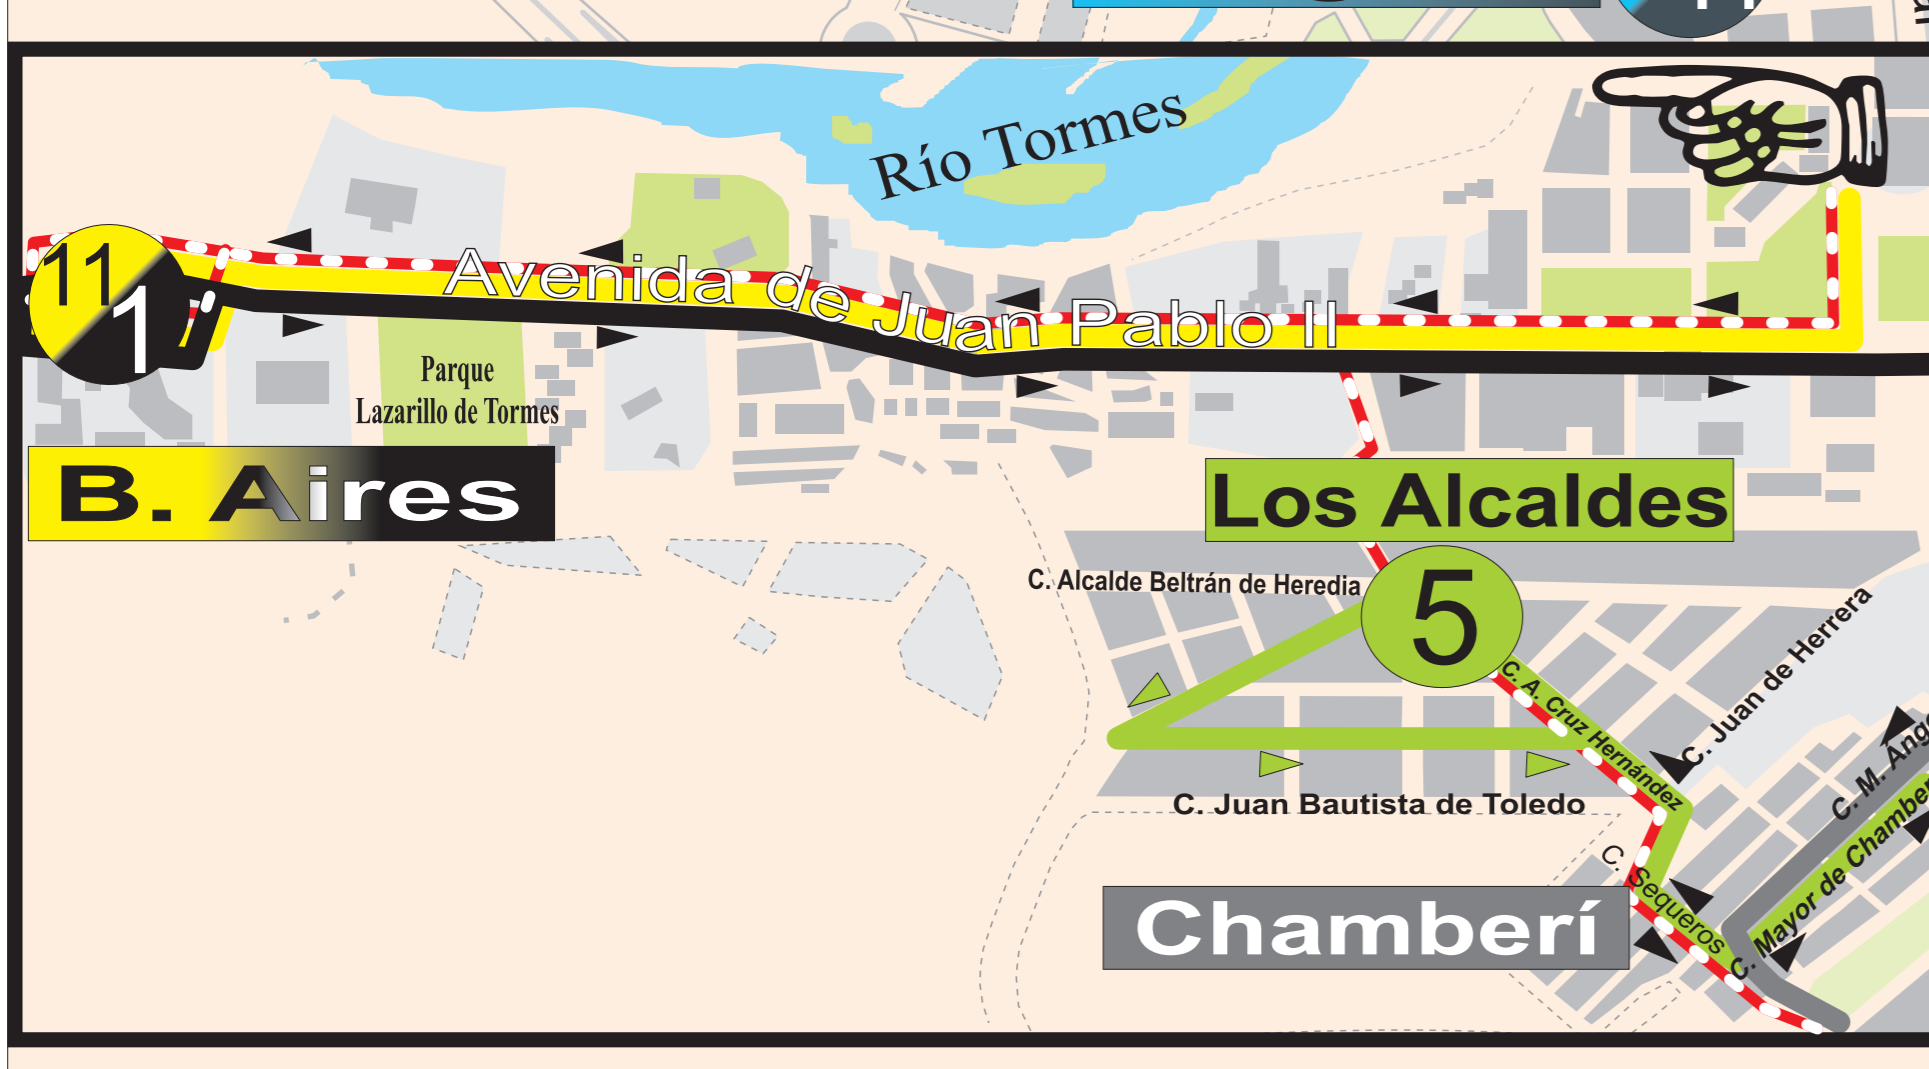 Río Tormes
11
1
Avenida de Juan Pablo II
Parque
Lazarillo de Tormes
B. Aires
Los Alcaldes
5
C. Alcalde Beltrán de Heredia
C. A. Cruz Hernández
C. Juan de Herrera
C. Juan Bautista de Toledo
C. Sequeros
C. Mayor de
C. M.
Chamberí